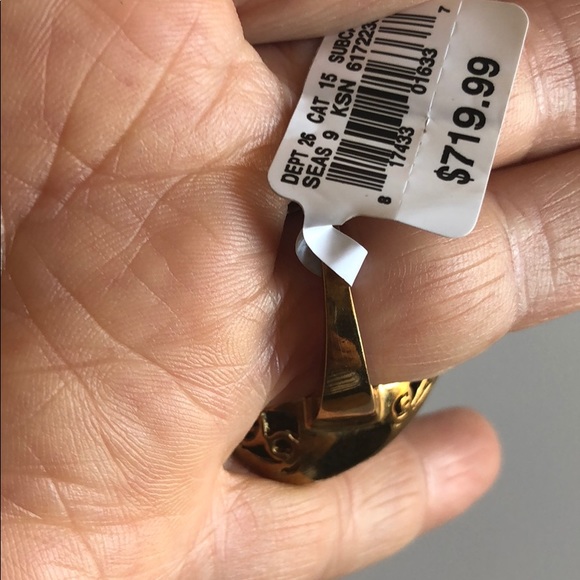 DEPT 26 CAT 15 SUBC
SEAS 9 KSN 617223
8 17433 01633 7
$719.99